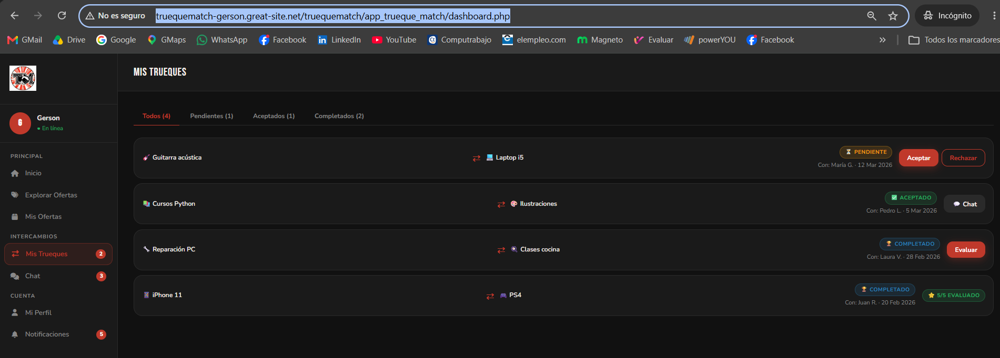 No es seguro
truequematch-gerson.great-site.net/truequematch/app_trueque_match/dashboard.php
Incógnito
GMail Drive Google GMaps WhatsApp Facebook LinkedIn YouTube Computrabajo elempleo.com Magneto Evaluar powerYOU Facebook » Todos los marcadores
TM
MIS TRUEQUES
G
Gerson
• En línea
PRINCIPAL
Inicio
Explorar Ofertas
Mis Ofertas
INTERCAMBIOS
Mis Trueques 2
Chat 3
CUENTA
Mi Perfil
Notificaciones 5
Todos (4) Pendientes (1) Aceptados (1) Completados (2)
🎸 Guitarra acústica ⇄ 💻 Laptop i5
⏳ PENDIENTE
Con: María G. · 12 Mar 2026
Aceptar Rechazar
📚 Cursos Python ⇄ 🎨 Ilustraciones
✅ ACEPTADO
Con: Pedro L. · 5 Mar 2026
💬 Chat
🔧 Reparación PC ⇄ 🍳 Clases cocina
🏆 COMPLETADO
Con: Laura V. · 28 Feb 2026
Evaluar
📱 iPhone 11 ⇄ 🎮 PS4
🏆 COMPLETADO
Con: Juan R. · 20 Feb 2026
⭐ 5/5 EVALUADO